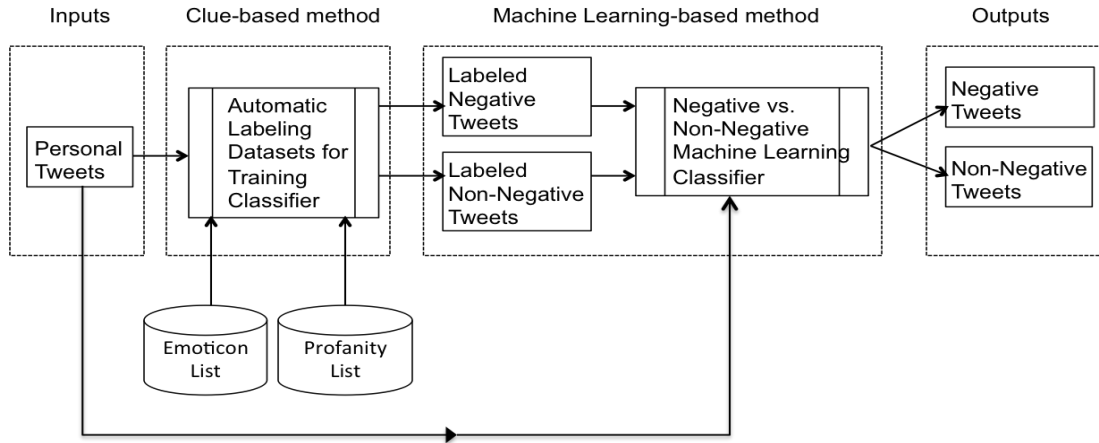 Inputs
Clue-based method
Machine Learning-based method
Outputs
Personal
Tweets
Automatic
Labeling
Datasets for
Training
Classifier
Emoticon
List
Profanity
List
Labeled
Negative
Tweets
Labeled
Non-Negative
Tweets
Negative vs.
Non-Negative
Machine Learning
Classifier
Negative
Tweets
Non-Negative
Tweets